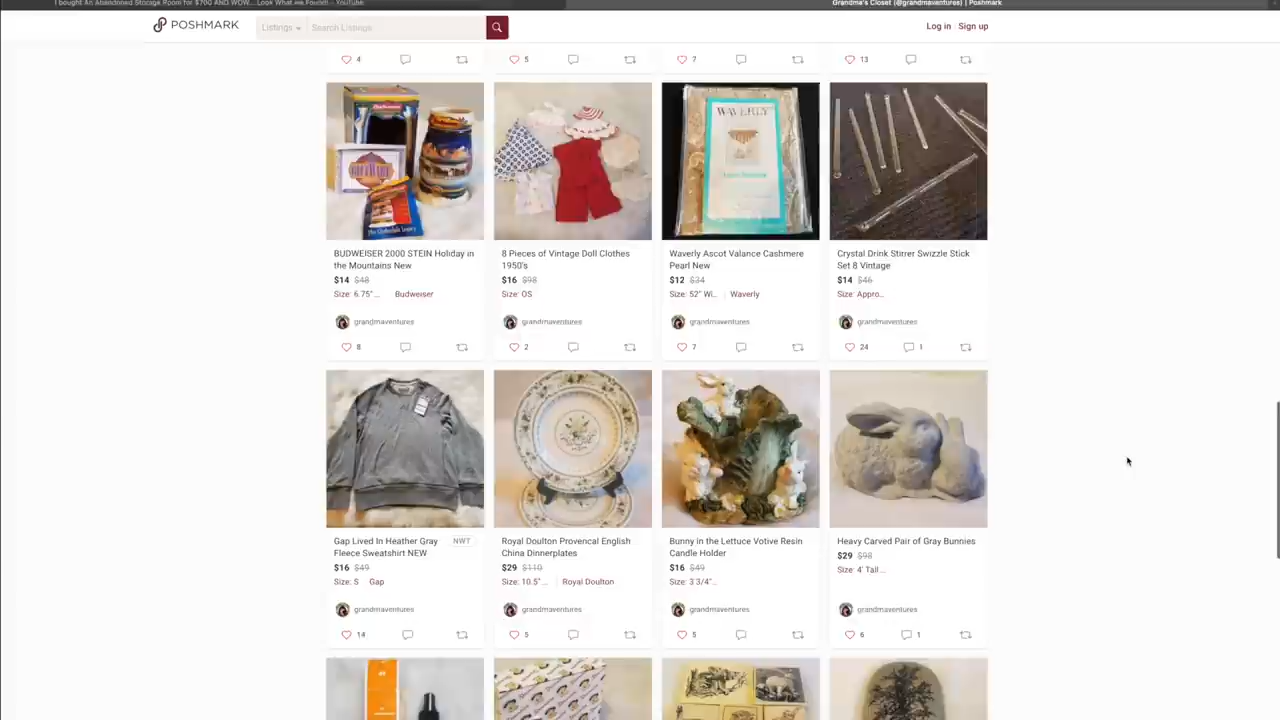 I Bought An Abandoned Storage Room for $700 AND WOW.... Look What We Found!! - YouTube
Grandma's Closet (@grandmaventures) | Poshmark
POSHMARK
Listings
Search Listings
Log in
Sign up
4
5
7
13
WAVERLY
BUDWEISER 2000 STEIN Holiday in
the Mountains New
$14 $48
Size: 6.75"...
Budweiser
grandmaventures
8
8 Pieces of Vintage Doll Clothes
1950's
$16 $98
Size: OS
grandmaventures
2
Waverly Ascot Valance Cashmere
Pearl New
$12 $34
Size: 52" Wi...
Waverly
grandmaventures
7
Crystal Drink Stirrer Swizzle Stick
Set 8 Vintage
$14 $46
Size: Appro...
grandmaventures
24
1
Gap Lived In Heather Gray
Fleece Sweatshirt NEW
NWT
$16 $49
Size: S
Gap
grandmaventures
14
Royal Doulton Provencal English
China Dinnerplates
$29 $110
Size: 10.5"...
Royal Doulton
grandmaventures
5
Bunny in the Lettuce Votive Resin
Candle Holder
$16 $49
Size: 3 3/4"...
grandmaventures
5
Heavy Carved Pair of Gray Bunnies
$29 $98
Size: 4' Tall...
grandmaventures
6
1